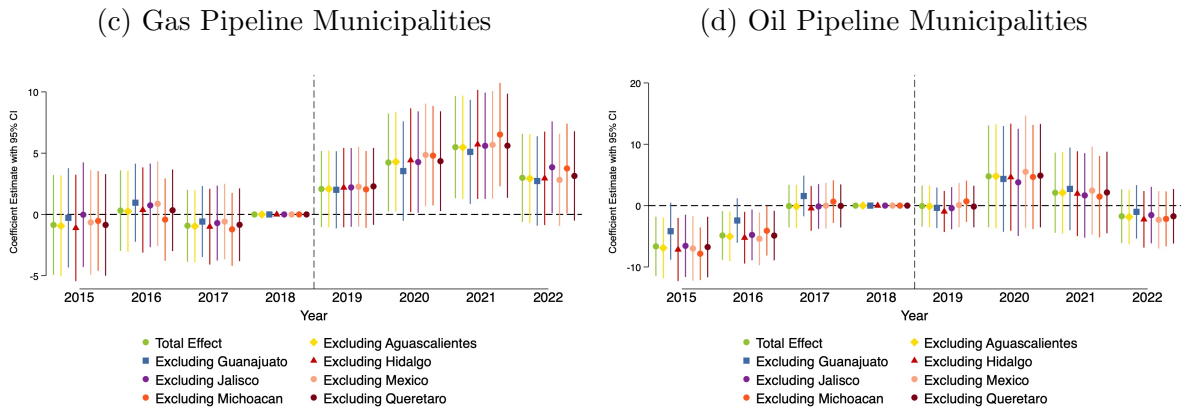 (c) Gas Pipeline Municipalities
Coefficient Estimate with 95% CI
10
5
0
-5
2015 2016 2017 2018 2019 2020 2021 2022
Year
Total Effect
Excluding Aguascalientes
Excluding Guanajuato
Excluding Hidalgo
Excluding Jalisco
Excluding Mexico
Excluding Michoacan
Excluding Queretaro
(d) Oil Pipeline Municipalities
Coefficient Estimate with 95% CI
20
10
0
-10
2015 2016 2017 2018 2019 2020 2021 2022
Year
Total Effect
Excluding Aguascalientes
Excluding Guanajuato
Excluding Hidalgo
Excluding Jalisco
Excluding Mexico
Excluding Michoacan
Excluding Queretaro